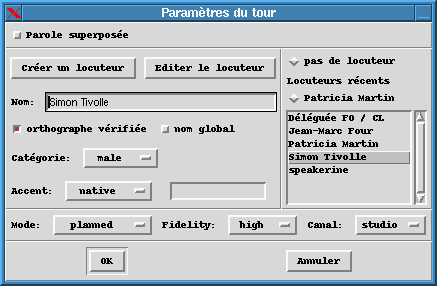 Paramètres du tour
Parole superposée
Créer un locuteur
Editer le locuteur
Nom: Simon Tivolle
orthographe vérifiée
nom global
Catégorie: male
Accent: native
pas de locuteur
Locuteurs récents
Patricia Martin
Déléguée FO / CL
Jean-Marc Four
Patricia Martin
Simon Tivolle
speakerine
Mode: planned
Fidelity: high
Canal: studio
OK
Annuler